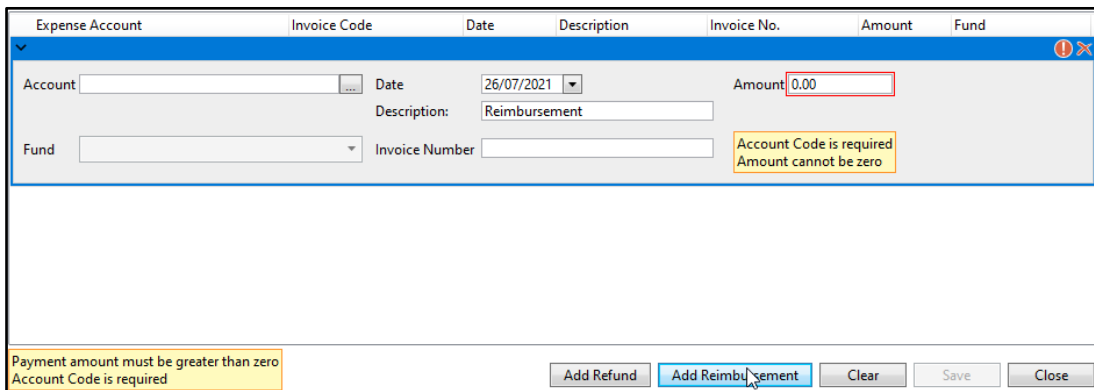 Expense Account Invoice Code Date Description Invoice No. Amount Fund
Account ... Date 26/07/2021 Amount 0.00
Description: Reimbursement
Fund Invoice Number Account Code is required
Amount cannot be zero
Payment amount must be greater than zero
Account Code is required
Add Refund Add Reimbursement Clear Save Close